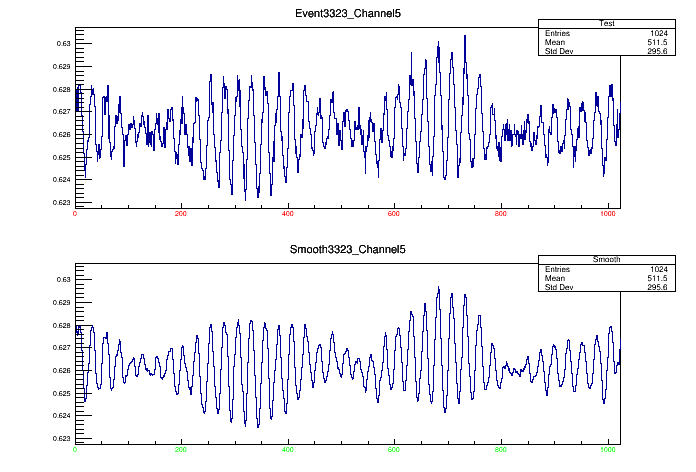 Event3323_Channel5
Test
Entries 1024
Mean 511.5
Std Dev 295.6
0.63
0.629
0.628
0.627
0.626
0.625
0.624
0.623
0 200 400 600 800 1000
Smooth3323_Channel5
Smooth
Entries 1024
Mean 511.5
Std Dev 295.6
0.63
0.629
0.628
0.627
0.626
0.625
0.624
0.623
0 200 400 600 800 1000